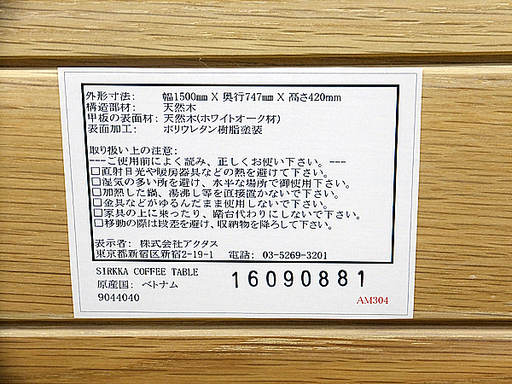 外形寸法: 幅1500mm X 奥行747mm X 高さ420mm
構造部材: 天然木
甲板の表面材: 天然木(ホワイトオーク材)
表面加工: ポリウレタン樹脂塗装
取り扱い上の注意:
---ご使用前によく読み、正しくお使い下さい。---
□直射日光や暖房器具などの熱を避けて下さい。
□湿気の多い所を避け、水平な場所で御使用下さい。
□加熱した鍋、湯沸し等を直接置かないで下さい。
□金具などがゆるんだまま使用しないで下さい。
□家具の上に乗ったり、踏台代わりにしないで下さい。
□移動の際は段差を避け、収納物を降ろして下さい。
表示者: 株式会社アクタス
東京都新宿区新宿2-19-1 電話: 03-5269-3201
SIRKKA COFFEE TABLE
原産国: ベトナム
9044040
16090881
AM304